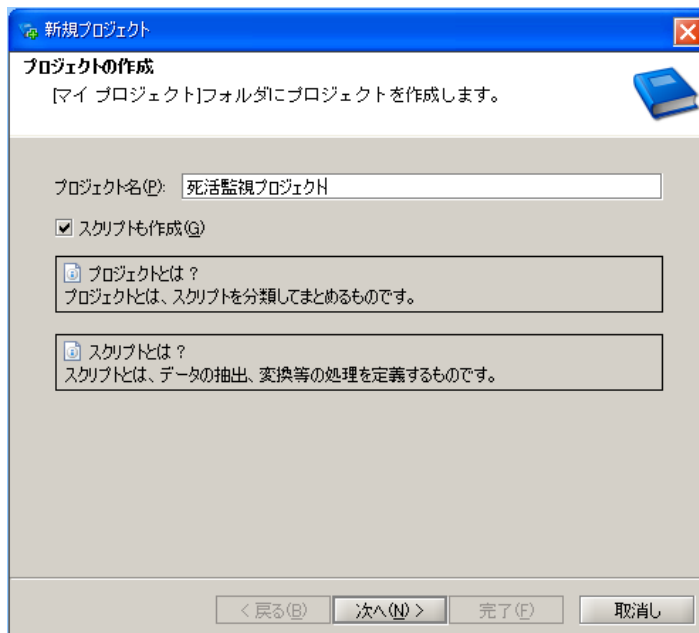 新規プロジェクト
プロジェクトの作成
[マイ プロジェクト]フォルダにプロジェクトを作成します。
プロジェクト名(P): 死活監視プロジェクト
スクリプトも作成(G)
プロジェクトとは？
プロジェクトとは、スクリプトを分類してまとめるものです。
スクリプトとは？
スクリプトとは、データの抽出、変換等の処理を定義するものです。
< 戻る(B) 次へ(N) > 完了(F) 取消し